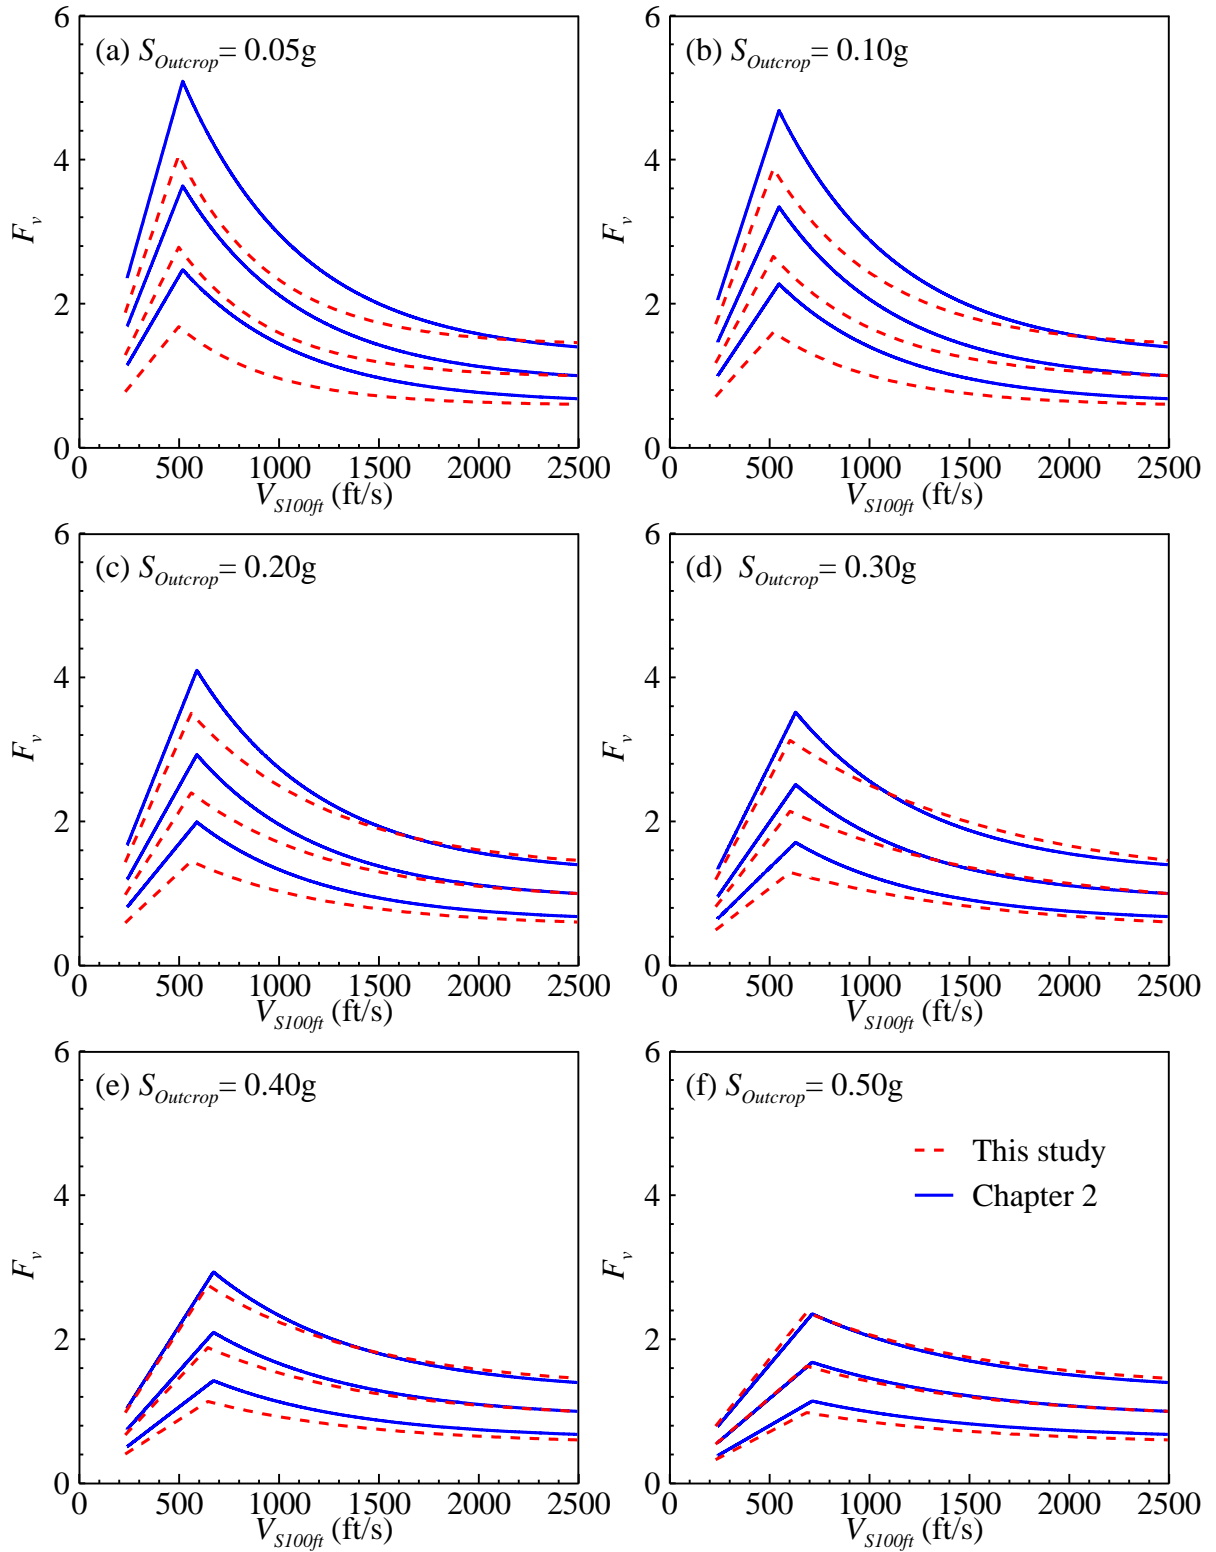 (a) S_Outcrop= 0.05g
6
4
2
0
F_v
0 500 1000 1500 2000 2500
V_S100ft (ft/s)
(b) S_Outcrop= 0.10g
6
4
2
0
F_v
0 500 1000 1500 2000 2500
V_S100ft (ft/s)
(c) S_Outcrop= 0.20g
6
4
2
0
F_v
0 500 1000 1500 2000 2500
V_S100ft (ft/s)
(d) S_Outcrop= 0.30g
6
4
2
0
F_v
0 500 1000 1500 2000 2500
V_S100ft (ft/s)
(e) S_Outcrop= 0.40g
6
4
2
0
F_v
0 500 1000 1500 2000 2500
V_S100ft (ft/s)
(f) S_Outcrop= 0.50g
This study
Chapter 2
6
4
2
0
F_v
0 500 1000 1500 2000 2500
V_S100ft (ft/s)